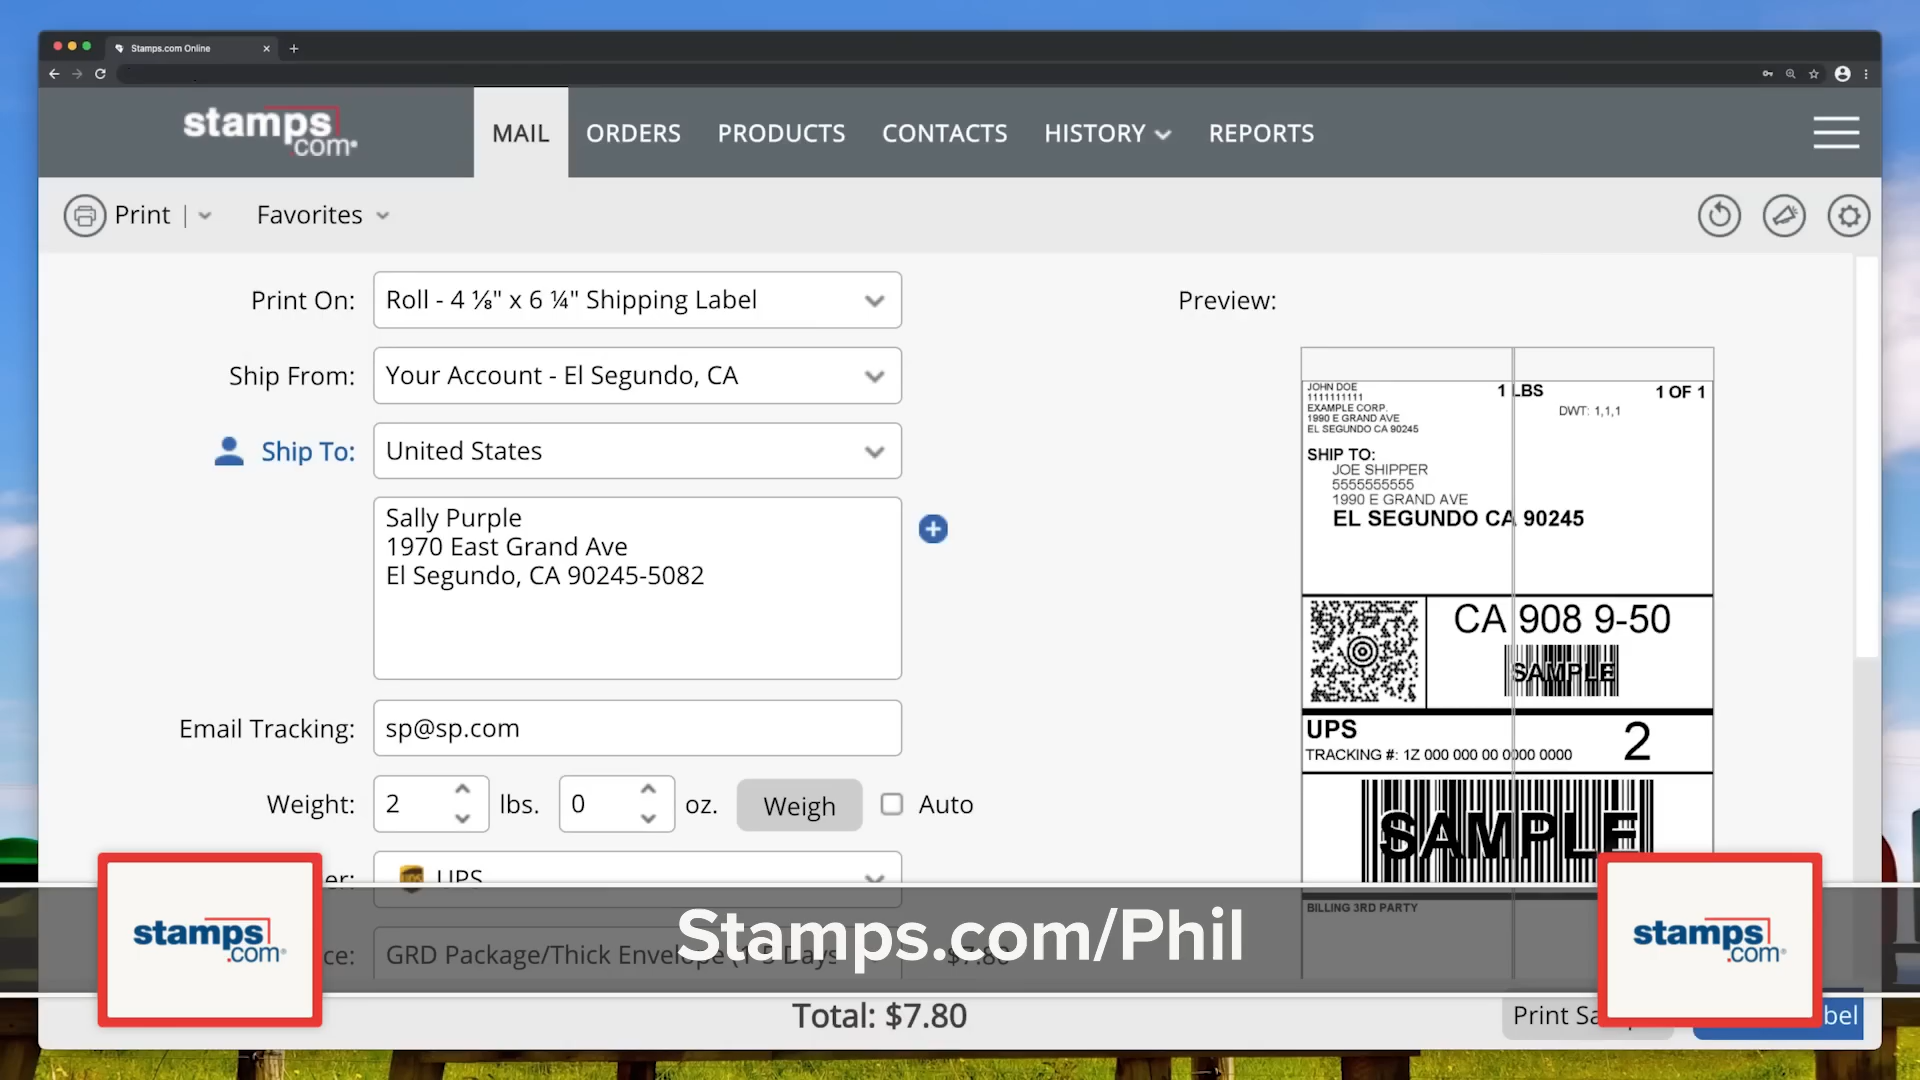 Stamps.com Online
stamps
.com
MAIL
ORDERS
PRODUCTS
CONTACTS
HISTORY
REPORTS
Print
Favorites
Print On:
Roll - 4 ⅛" x 6 ¼" Shipping Label
Ship From:
Your Account - El Segundo, CA
Ship To:
United States
Sally Purple
1970 East Grand Ave
El Segundo, CA 90245-5082
Email Tracking:
sp@sp.com
Weight:
2
lbs.
0
oz.
Weigh
Auto
UPS
GRD Package/Thick Envelope (1-5 Days
$7.80
Total: $7.80
Preview:
JOHN DOE
1111111111
EXAMPLE CORP.
1990 E GRAND AVE
EL SEGUNDO CA 90245
1 LBS
1 OF 1
DWT: 1,1,1
SHIP TO:
JOE SHIPPER
5555555555
1990 E GRAND AVE
EL SEGUNDO CA 90245
CA 908 9-50
SAMPLE
UPS
TRACKING #: 1Z 000 000 00 0000 0000
2
SAMPLE
BILLING 3RD PARTY
Print
stamps
.com
Stamps.com/Phil
stamps
.com